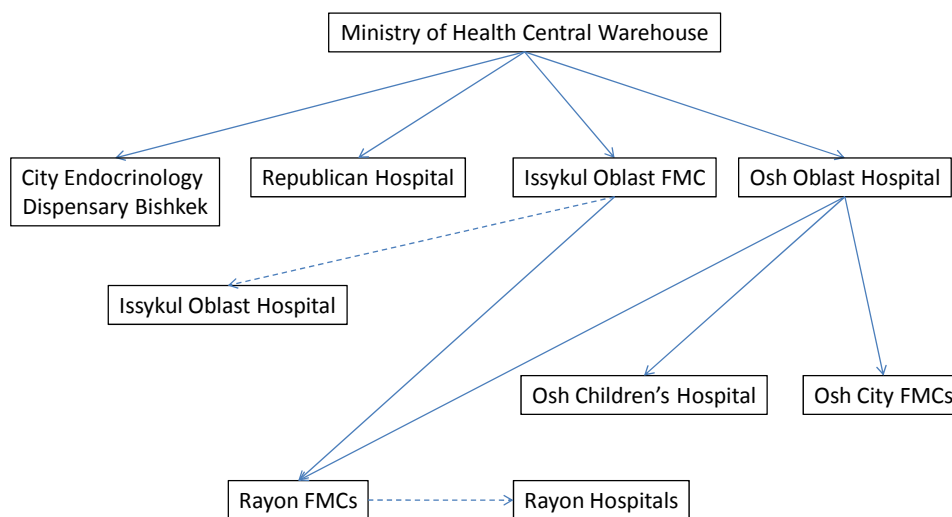 Ministry of Health Central Warehouse
City Endocrinology
Dispensary Bishkek
Republican Hospital
Issykul Oblast FMC
Osh Oblast Hospital
Issykul Oblast Hospital
Osh Children’s Hospital
Osh City FMCs
Rayon FMCs
Rayon Hospitals